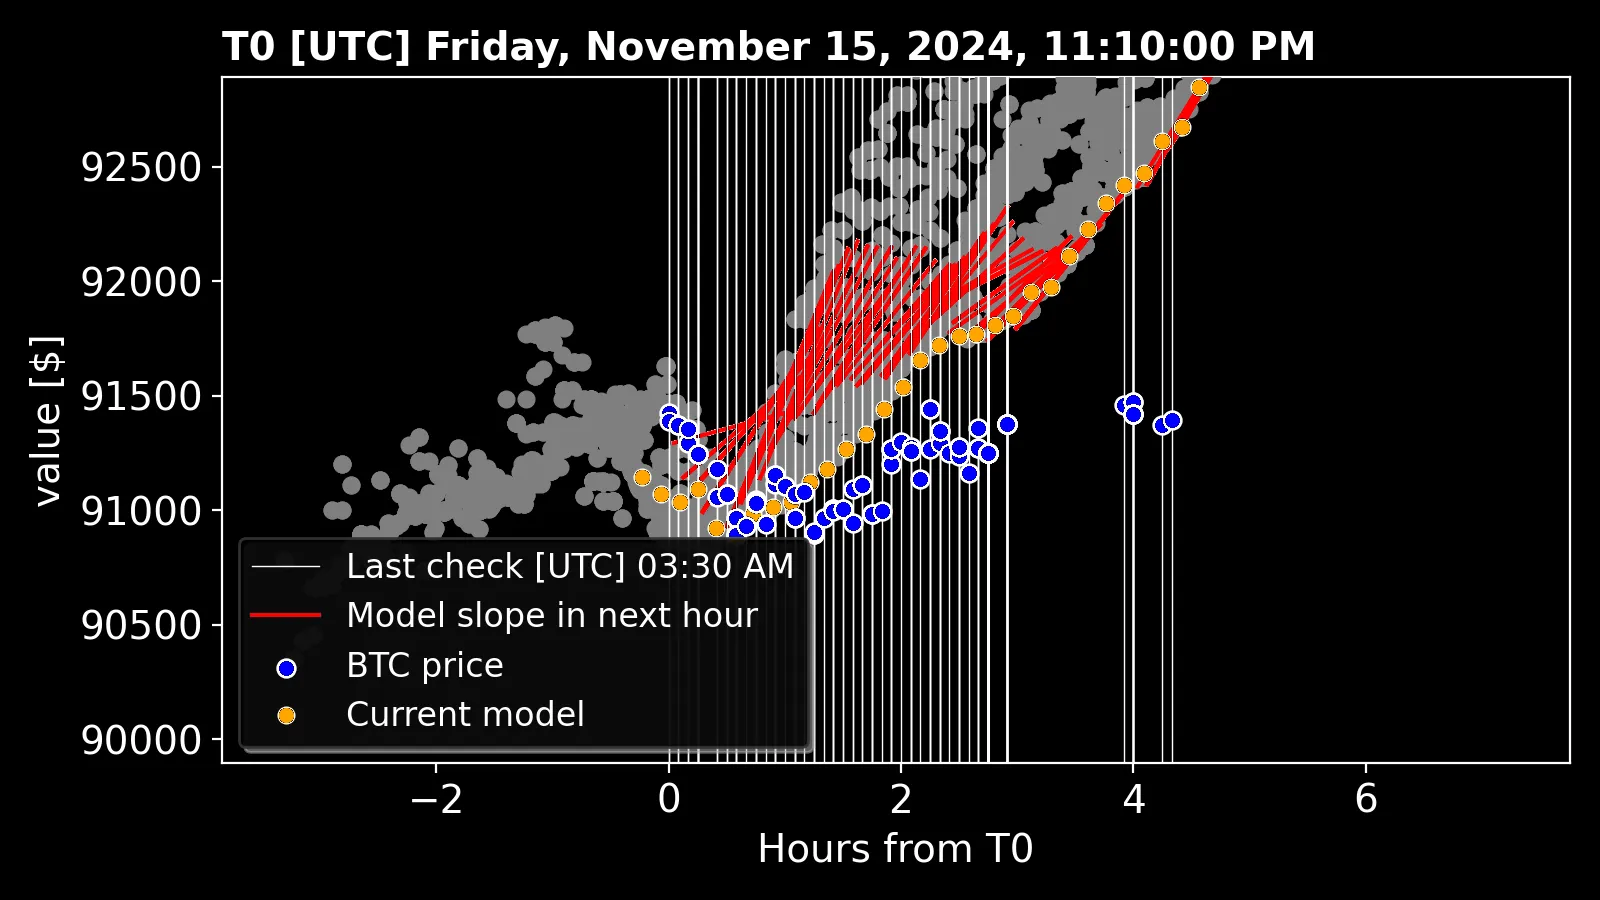 T0 [UTC] Friday, November 15, 2024, 11:10:00 PM
value [$]
92500
92000
91500
91000
90500
90000
Last check [UTC] 03:30 AM
Model slope in next hour
BTC price
Current model
−2 0 2 4 6
Hours from T0